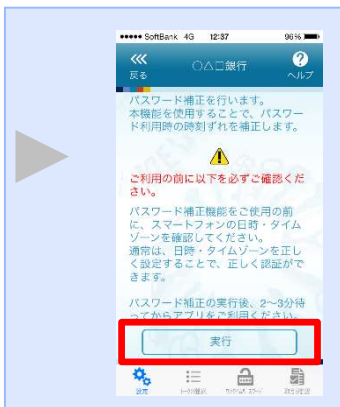 SoftBank 4G 12:37 96%
戻る
○△□銀行
ヘルプ
パスワード補正を行います。
本機能を使用することで、パスワー
ド利用時の時刻ずれを補正します。
ご利用の前に以下を必ずご確認くだ
さい。
パスワード補正機能をご使用の前
に、スマートフォンの日時・タイム
ゾーンを確認してください。
通常は、日時・タイムゾーンを正し
く設定することで、正しく認証がで
きます。
パスワード補正の実行後、2~3分待
ってからアプリをご利用ください。
実行
設定